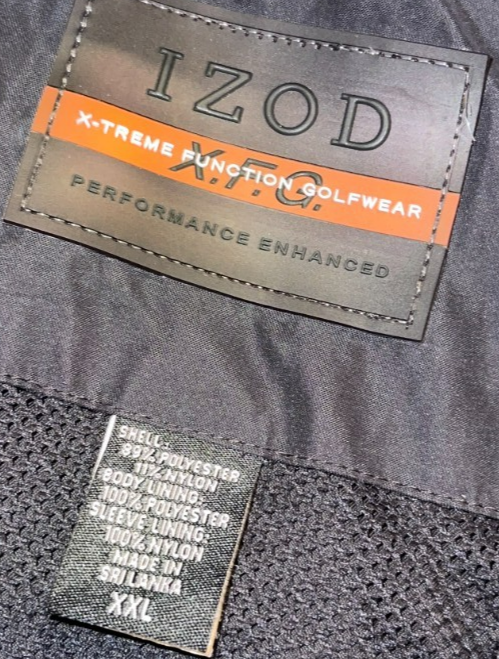 IZOD
X.F.G.
X-TREME FUNCTION GOLFWEAR
PERFORMANCE ENHANCED
SHELL:
89% POLYESTER
11% NYLON
BODY LINING:
100% POLYESTER
SLEEVE LINING:
100% NYLON
MADE IN
SRI LANKA
XXL